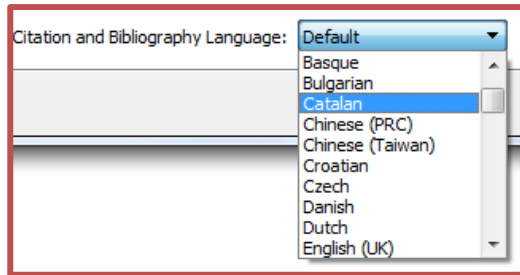 Citation and Bibliography Language: Default
Basque
Bulgarian
Catalan
Chinese (PRC)
Chinese (Taiwan)
Croatian
Czech
Danish
Dutch
English (UK)